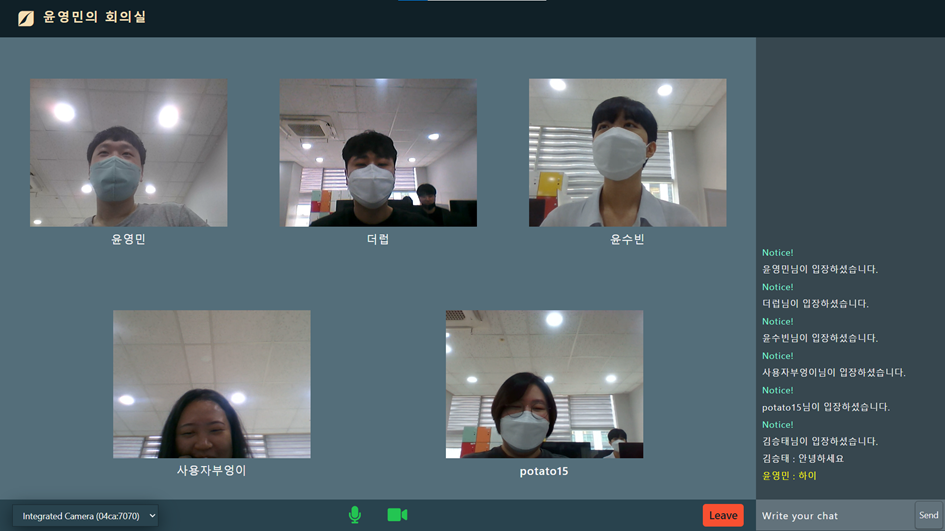 윤영민의 회의실
윤영민
더럽
윤수빈
사용자부엉이
potato15
Notice!
윤영민님이 입장하셨습니다.
Notice!
더럽님이 입장하셨습니다.
Notice!
윤수빈님이 입장하셨습니다.
Notice!
사용자부엉이님이 입장하셨습니다.
Notice!
potato15님이 입장하셨습니다.
Notice!
김승태님이 입장하셨습니다.
김승태 : 안녕하세요
윤영민 : 하이
Integrated Camera (04ca:7070)
Leave
Write your chat
Send